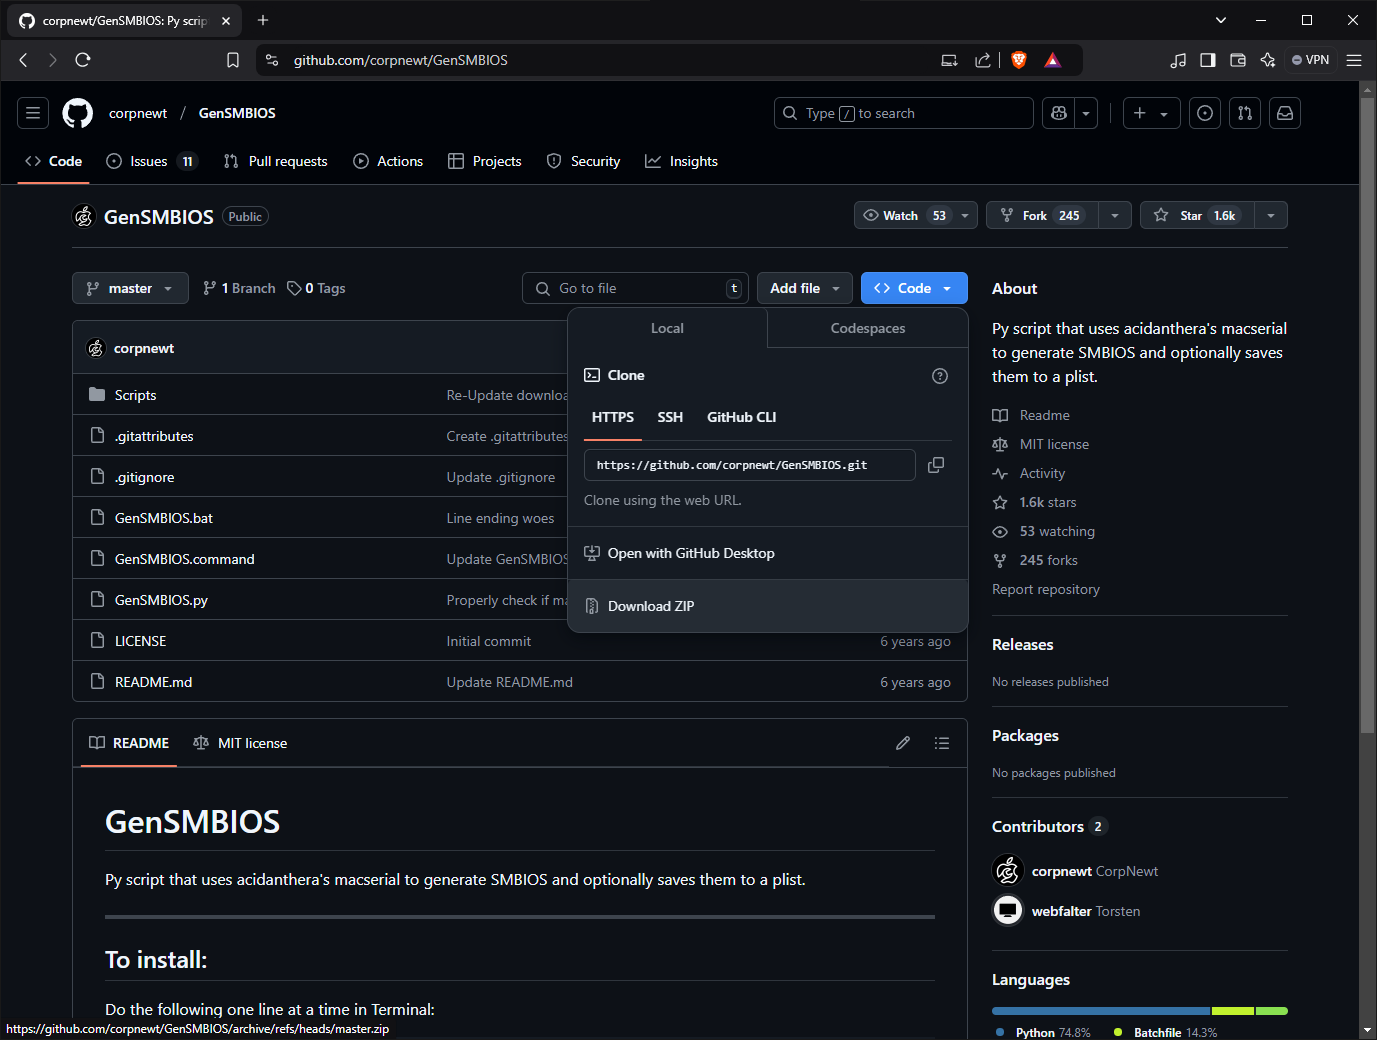 corpnewt/GenSMBIOS: Py scrip
github.com/corpnewt/GenSMBIOS
VPN
corpnewt / GenSMBIOS
Type / to search
Code
Issues 11
Pull requests
Actions
Projects
Security
Insights
GenSMBIOS Public
Watch 53
Fork 245
Star 1.6k
master
1 Branch
0 Tags
Go to file t
Add file
Code
Local
Codespaces
Clone
HTTPS
SSH
GitHub CLI
https://github.com/corpnewt/GenSMBIOS.git
Clone using the web URL.
Open with GitHub Desktop
Download ZIP
corpnewt
Scripts Re-Update downloa
.gitattributes Create .gitattributes
.gitignore Update .gitignore
GenSMBIOS.bat Line ending woes
GenSMBIOS.command Update GenSMBIOS
GenSMBIOS.py Properly check if ma
LICENSE Initial commit 6 years ago
README.md Update README.md 6 years ago
README
MIT license
GenSMBIOS
Py script that uses acidanthera's macserial to generate SMBIOS and optionally saves them to a plist.
To install:
Do the following one line at a time in Terminal:
About
Py script that uses acidanthera's macserial
to generate SMBIOS and optionally saves
them to a plist.
Readme
MIT license
Activity
1.6k stars
53 watching
245 forks
Report repository
Releases
No releases published
Packages
No packages published
Contributors 2
corpnewt CorpNewt
webfalter Torsten
Languages
Python 74.8%
Batchfile 14.3%
https://github.com/corpnewt/GenSMBIOS/archive/refs/heads/master.zip